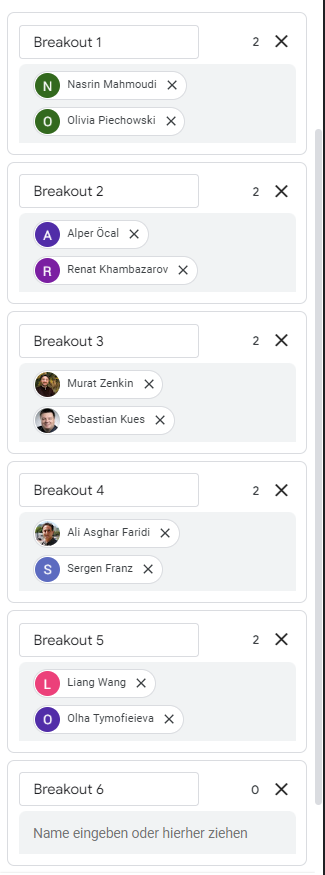 Breakout 1 2
N Nasrin Mahmoudi
O Olivia Piechowski
Breakout 2 2
A Alper Öcal
R Renat Khambazarov
Breakout 3 2
Murat Zenkin
Sebastian Kues
Breakout 4 2
Ali Asghar Faridi
S Sergen Franz
Breakout 5 2
L Liang Wang
O Olha Tymofieieva
Breakout 6 0
Name eingeben oder hierher ziehen